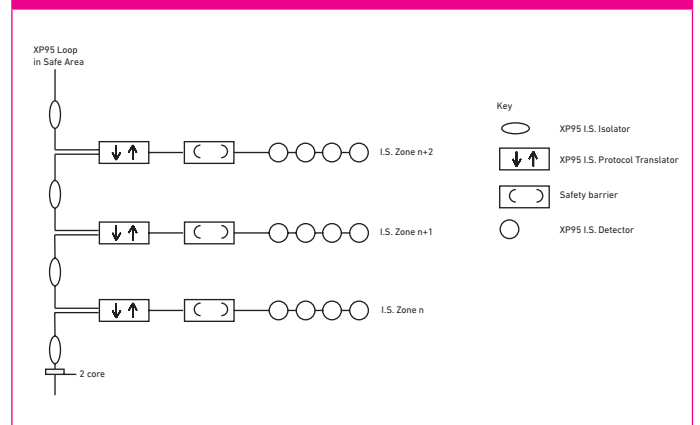 XP95 Loop
in Safe Area
I.S. Zone n+2
I.S. Zone n+1
I.S. Zone n
2 core
Key
XP95 I.S. Isolator
XP95 I.S. Protocol Translator
Safety barrier
XP95 I.S. Detector